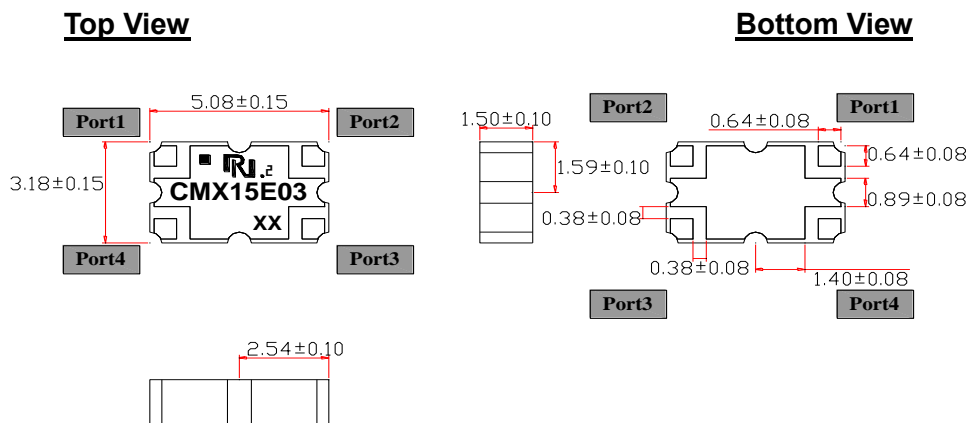 Top View
Bottom View
Port1
5.08±0.15
Port2
3.18±0.15
.2
CMX15E03
XX
Port4
Port3
2.54±0.10
1.50±0.10
1.59±0.10
Port2
Port1
0.64±0.08
0.64±0.08
0.89±0.08
0.38±0.08
0.38±0.08
1.40±0.08
Port3
Port4